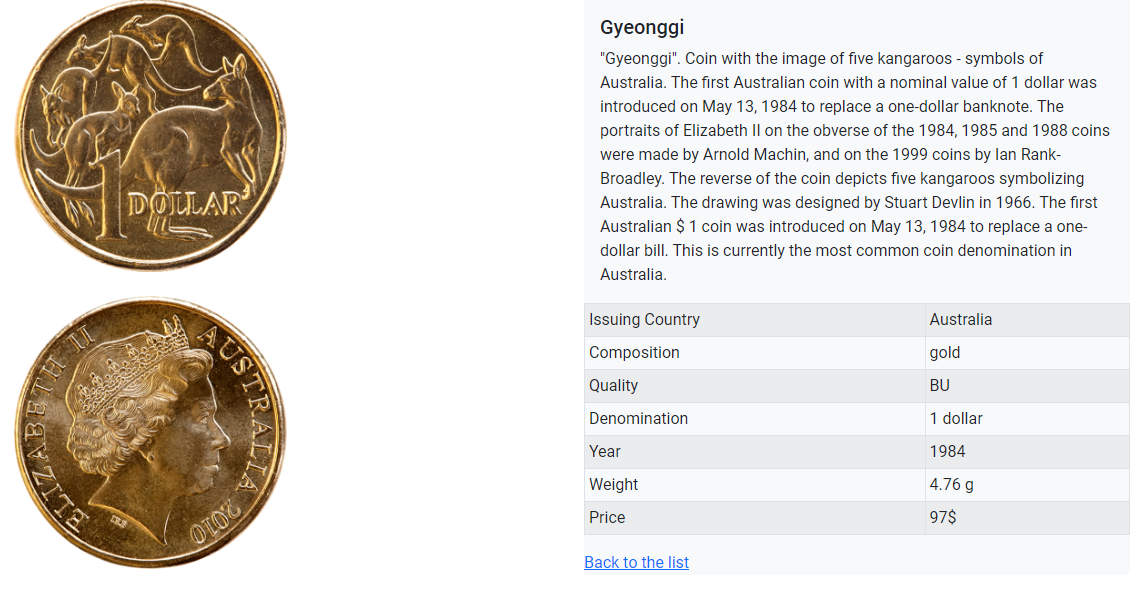 1
DOLLAR
ELIZABETH II
AUSTRALIA 2010
Gyeonggi
"Gyeonggi". Coin with the image of five kangaroos - symbols of
Australia. The first Australian coin with a nominal value of 1 dollar was
introduced on May 13, 1984 to replace a one-dollar banknote. The
portraits of Elizabeth II on the obverse of the 1984, 1985 and 1988 coins
were made by Arnold Machin, and on the 1999 coins by Ian Rank-
Broadley. The reverse of the coin depicts five kangaroos symbolizing
Australia. The drawing was designed by Stuart Devlin in 1966. The first
Australian $ 1 coin was introduced on May 13, 1984 to replace a one-
dollar bill. This is currently the most common coin denomination in
Australia.
Issuing Country Australia
Composition gold
Quality BU
Denomination 1 dollar
Year 1984
Weight 4.76 g
Price 97$
Back to the list